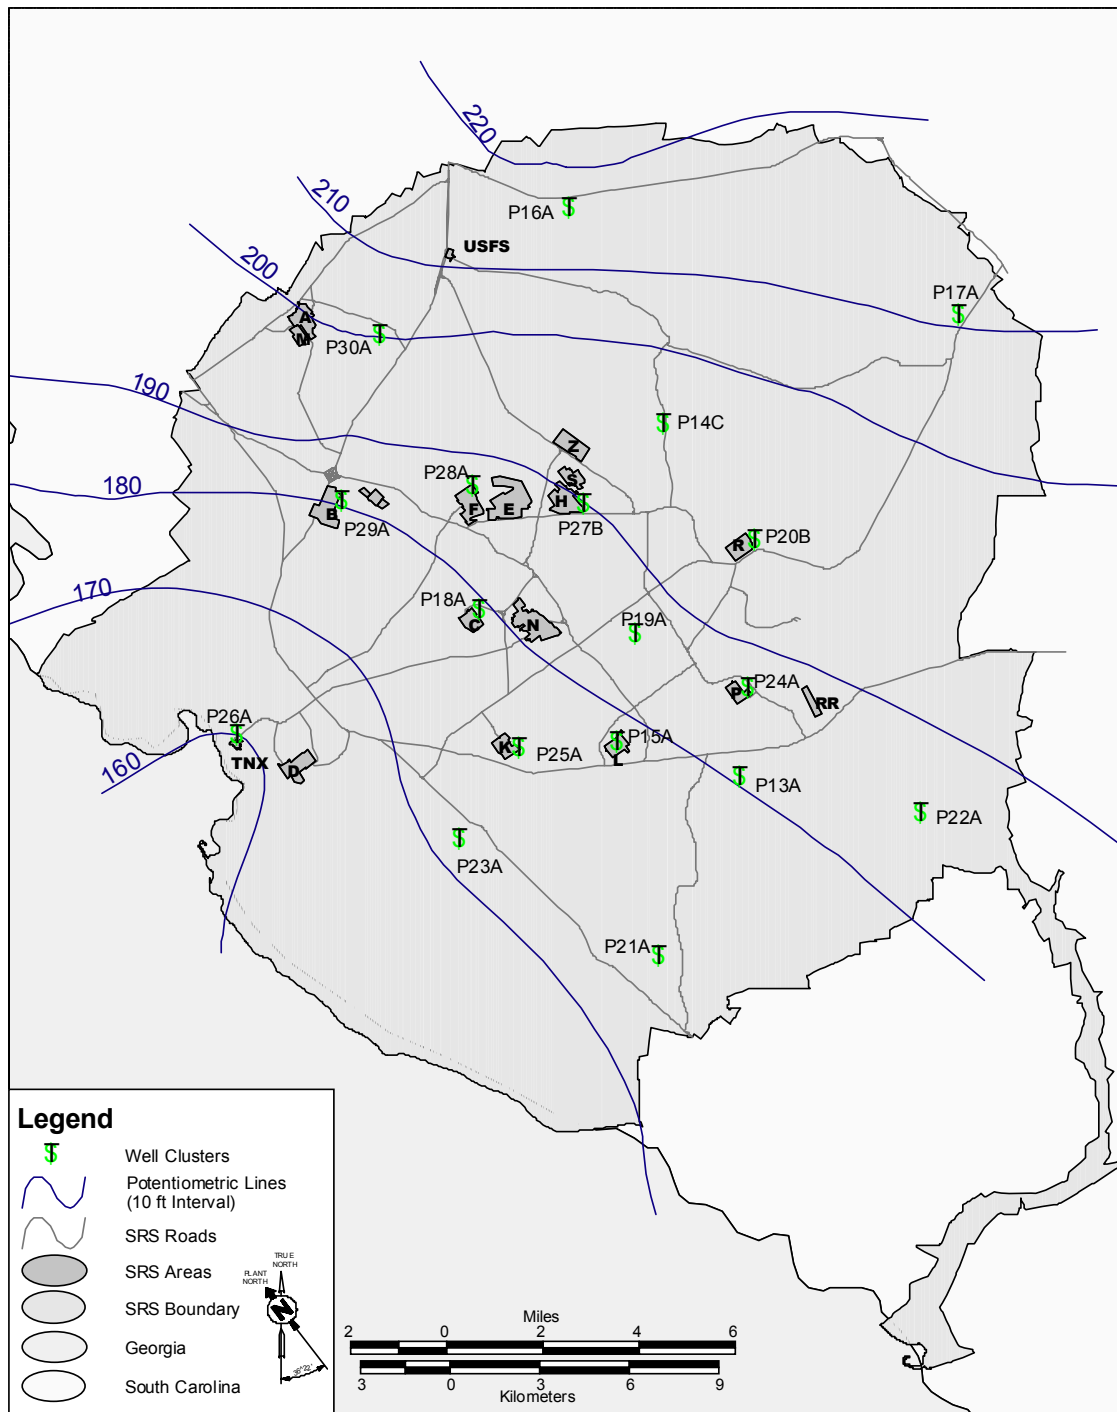 220
210
P16A
USFS
200
P17A
A
M
P30A
190
P14C
Z
180
P28A
S
H
B
P29A
F
E
P27B
P20B
R
170
P18A
C
N
P19A
P24A
P
RR
P26A
P15A
TNX
K
P25A
L
160
D
P13A
P22A
P23A
P21A
Legend
Well Clusters
Potentiometric Lines
(10 ft Interval)
SRS Roads
SRS Areas
SRS Boundary
Georgia
South Carolina
TRUE
NORTH
PLANT
NORTH
N
36°22'
Miles
2 0 2 4 6
3 0 3 6 9
Kilometers